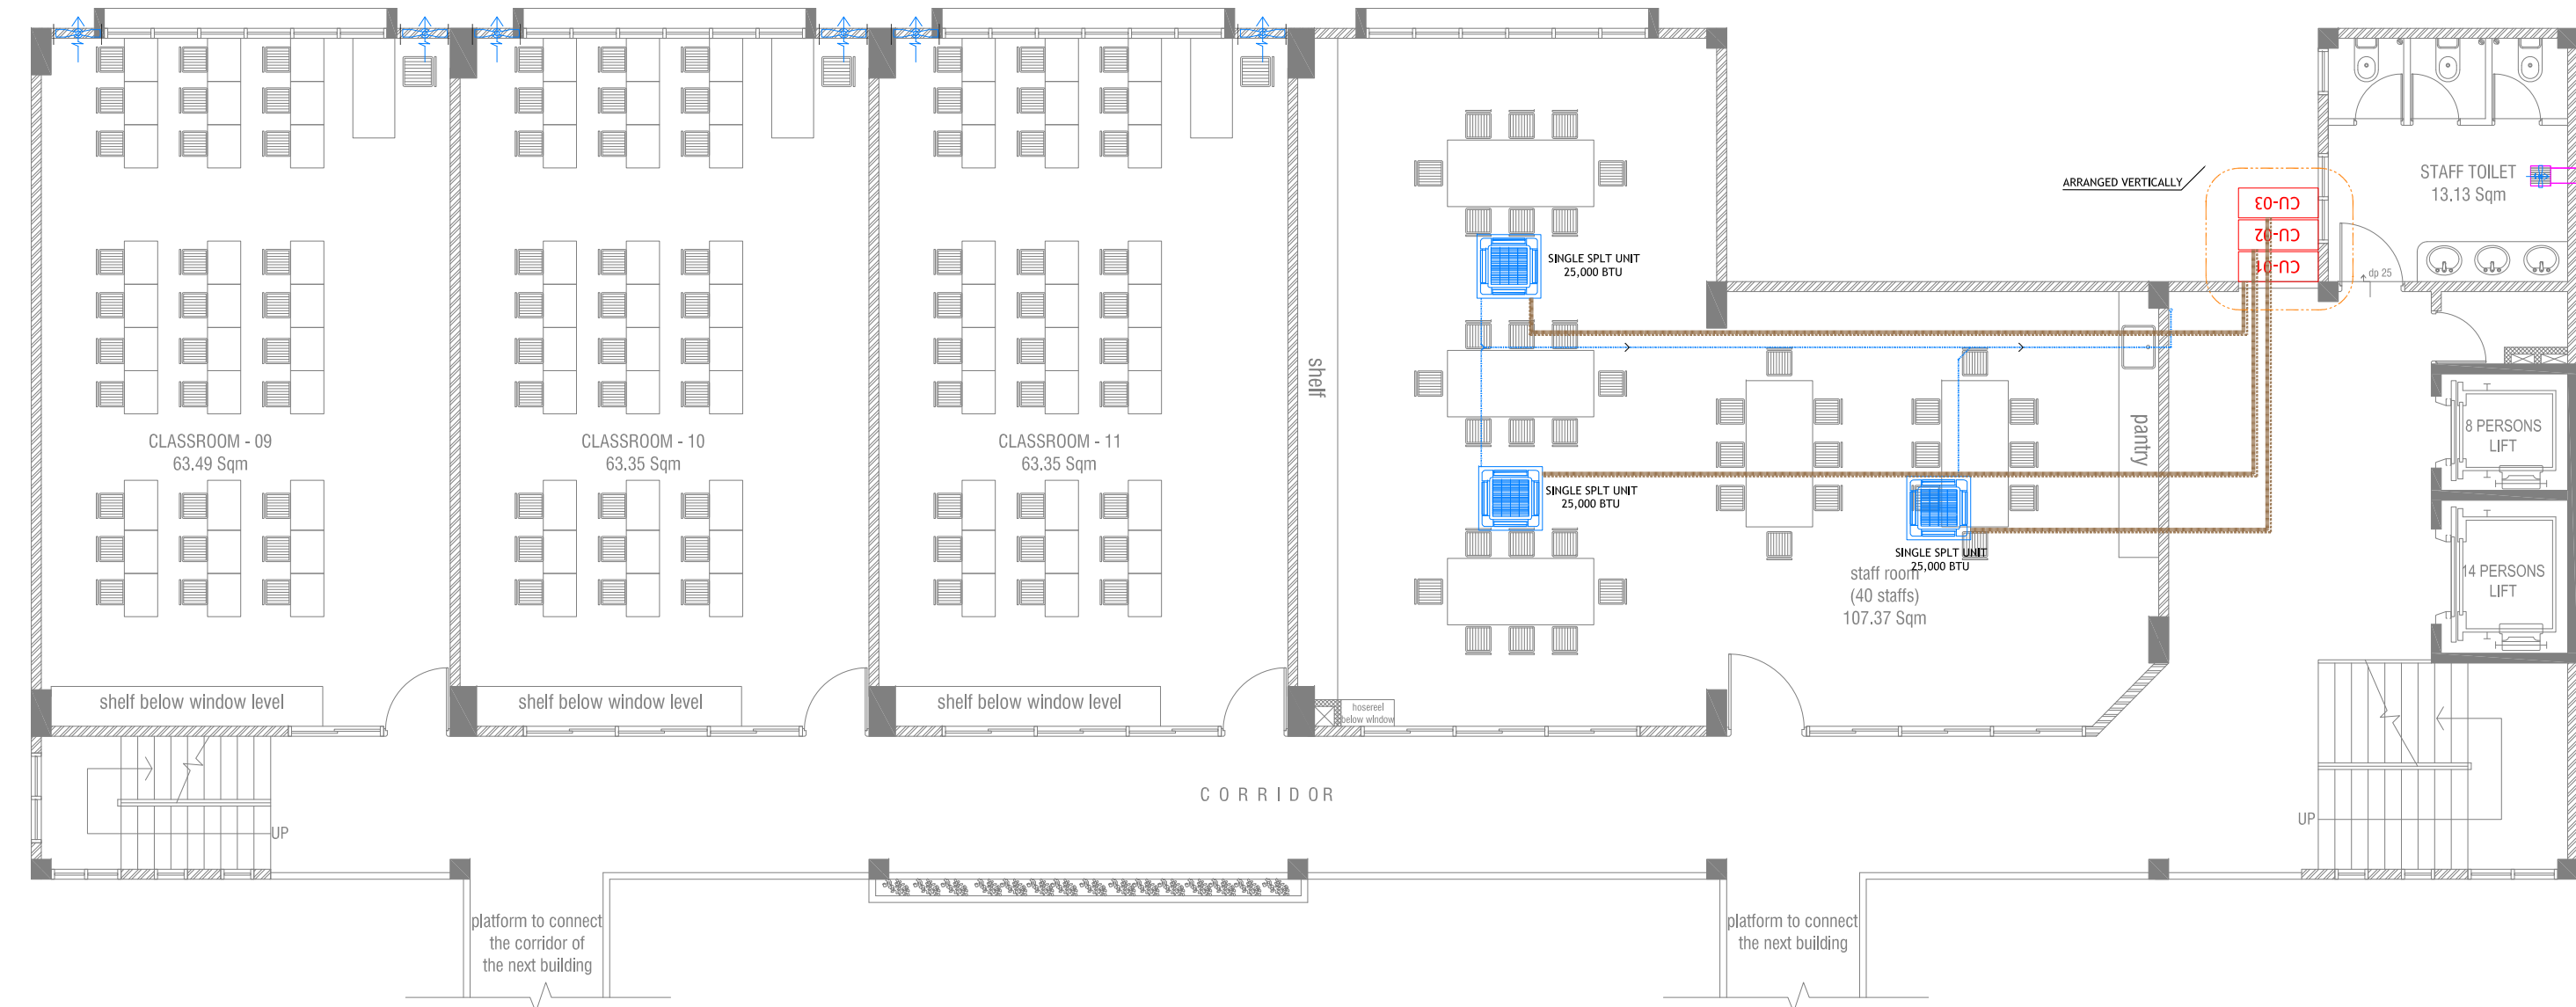 ARRANGED VERTICALLY
STAFF TOILET
13.13 Sqm
CU-03
CU-02
CU-01
dp 25
SINGLE SPLT UNIT
25,000 BTU
shelf
pantry
CLASSROOM - 09
63.49 Sqm
CLASSROOM - 10
63.35 Sqm
CLASSROOM - 11
63.35 Sqm
8 PERSONS
LIFT
SINGLE SPLT UNIT
25,000 BTU
SINGLE SPLT UNIT
25,000 BTU
staff room
(40 staffs)
107.37 Sqm
14 PERSONS
LIFT
shelf below window level
shelf below window level
shelf below window level
hosereel
below window
CORRIDOR
UP
UP
platform to connect
the corridor of
the next building
platform to connect
the next building